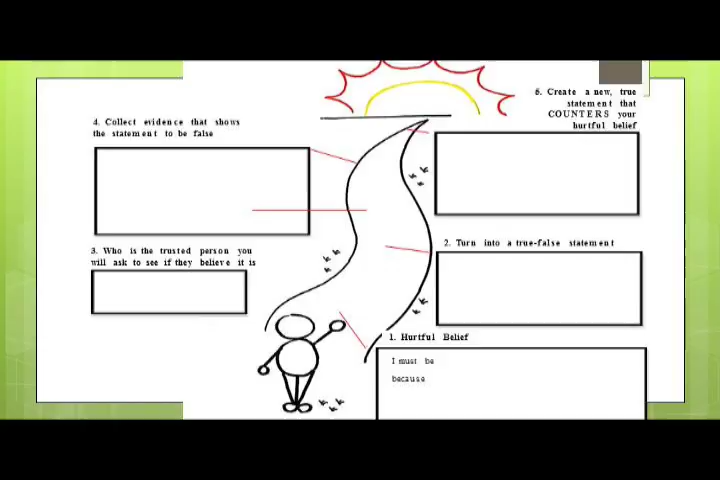 4. Collect evidence that shows
the statement to be false
5. Create a new, true
statement that
COUNTERS your
hurtful belief
3. Who is the trusted person you
will ask to see if they believe it is
2. Turn into a true-false statement
1. Hurtful Belief
I must be
because